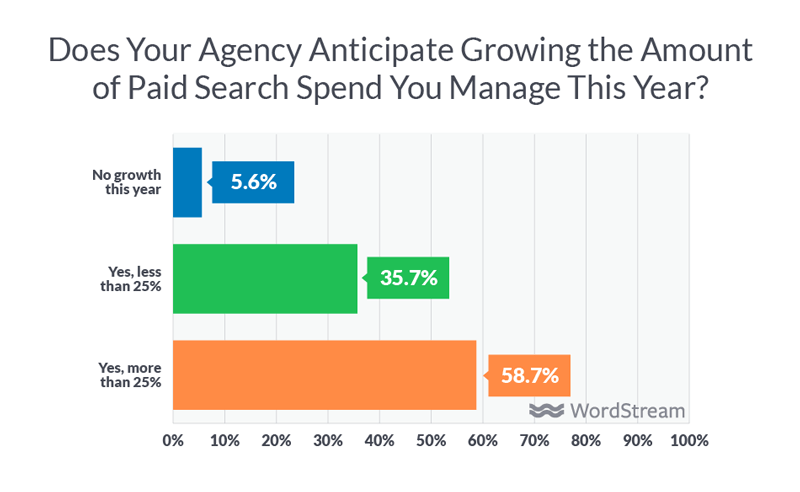 Does Your Agency Anticipate Growing the Amount
of Paid Search Spend You Manage This Year?
No growth
this year
5.6%
Yes, less
than 25%
35.7%
Yes, more
than 25%
58.7%
WordStream
0% 10% 20% 30% 40% 50% 60% 70% 80% 90% 100%